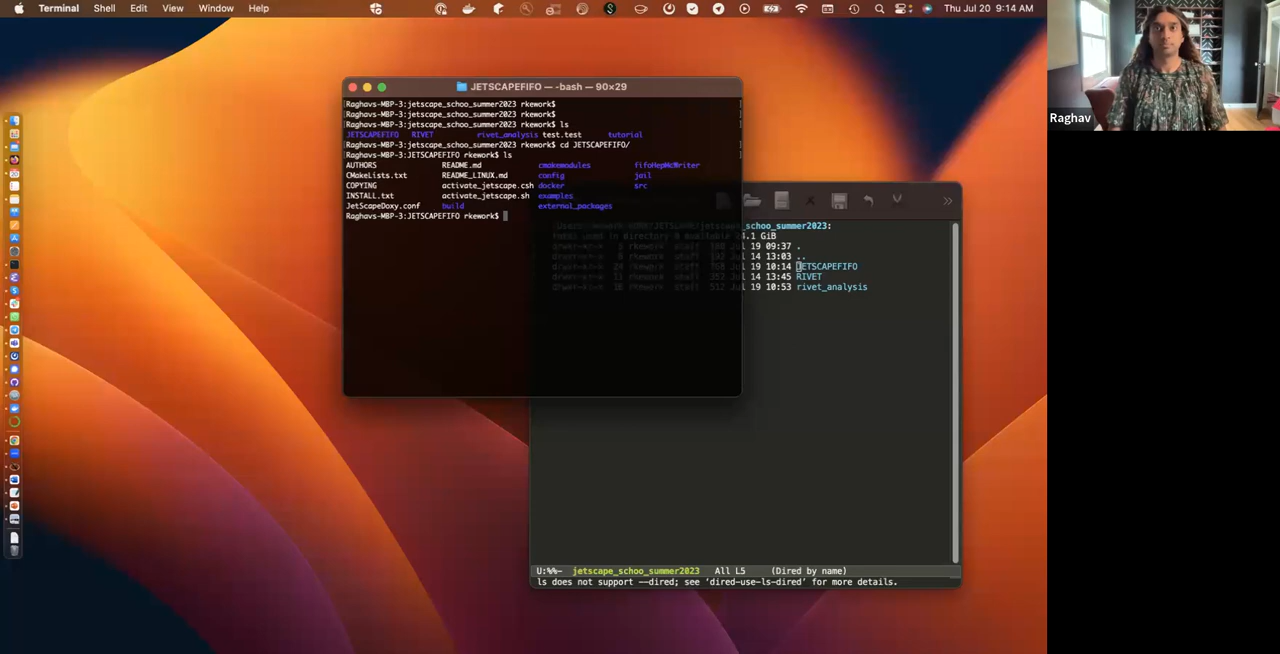 Terminal Shell Edit View Window Help Thu Jul 20 9:14 AM
JETSCAPEFIFO — -bash — 90×29
Raghavs-MBP-3:jetscape_schoo_summer2023 rkework$
Raghavs-MBP-3:jetscape_schoo_summer2023 rkework$
Raghavs-MBP-3:jetscape_schoo_summer2023 rkework$ ls
JETSCAPEFIFO RIVET rivet_analysis test.test tutorial
Raghavs-MBP-3:jetscape_schoo_summer2023 rkework$ cd JETSCAPEFIFO/
Raghavs-MBP-3:JETSCAPEFIFO rkework$ ls
AUTHORS README.md cmakemodules fifoHepMcWriter
CMakeLists.txt README_LINUX.md config jail
COPYING activate_jetscape.csh docker src
INSTALL.txt activate_jetscape.sh examples
JetScapeDoxy.conf build external_packages
Raghavs-MBP-3:JETSCAPEFIFO rkework$
_schoo_summer2023:
4.1 GiB
Jul 19 09:37 .
Jul 14 13:03 ..
Jul 19 10:14 JETSCAPEFIFO
Jul 14 13:45 RIVET
Jul 19 10:53 rivet_analysis
U:%%- jetscape_schoo_summer2023 All L5 (Dired by name)
ls does not support --dired; see ‘dired-use-ls-dired’ for more details.
Raghav